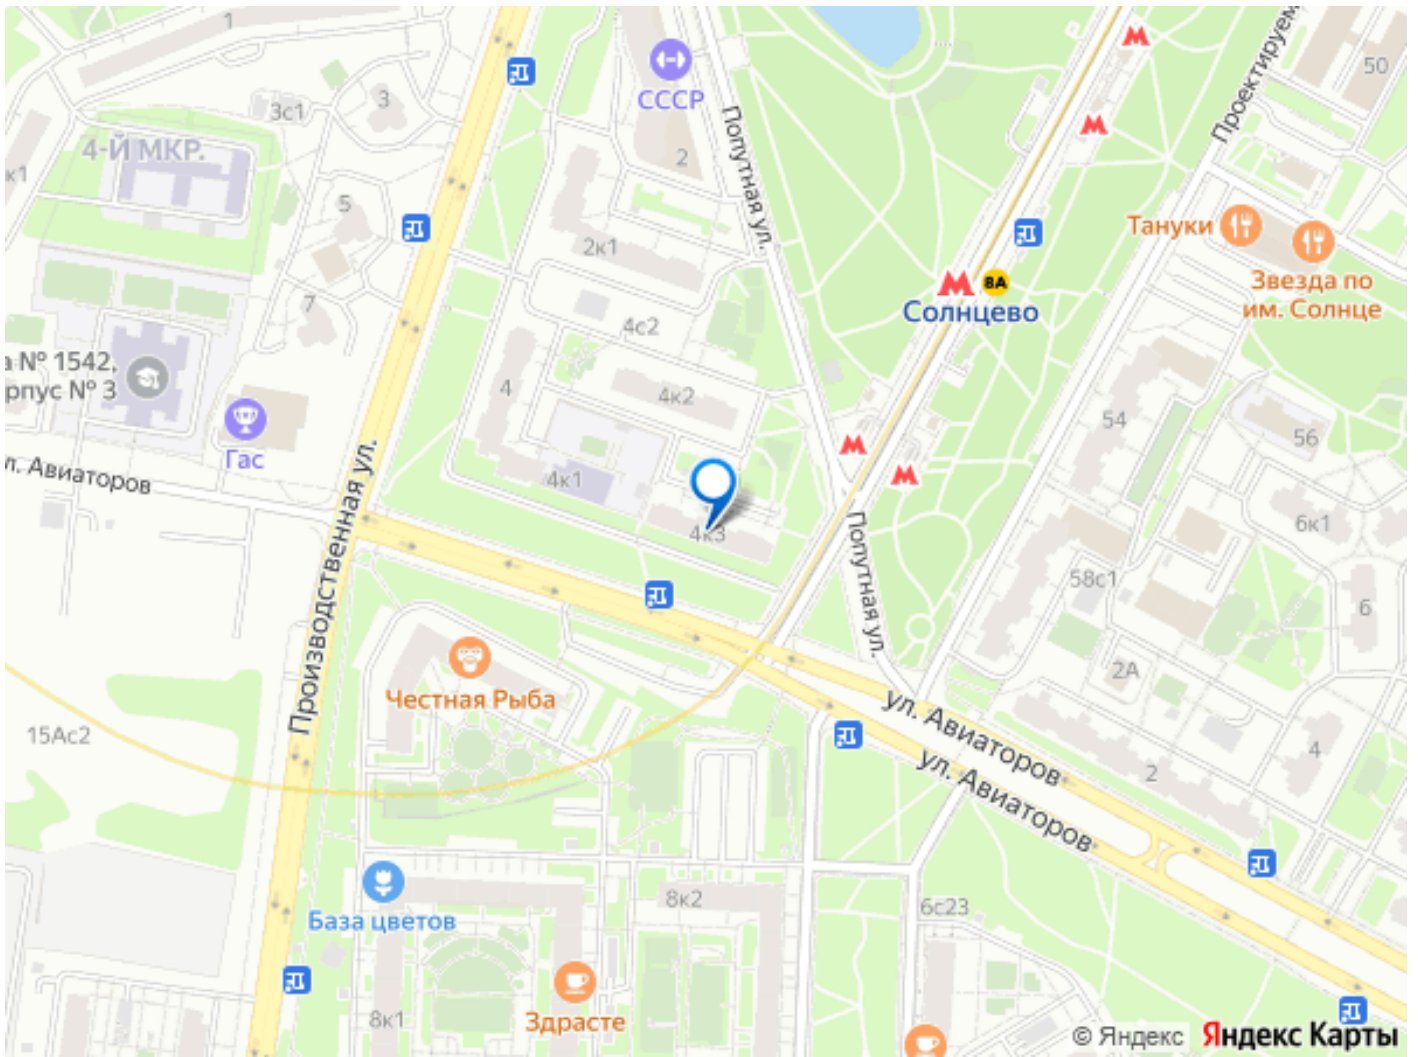 1
50
СССР
3
3с1
4-Й МКР.
Попутная ул.
2
к1
Проектируем
5
2к1
Тануки
Звезда по
им. Солнце
8А
Солнцево
7
4с2
а № 1542,
рпус № 3
4
4к2
54
56
Гас
л. Авиаторов
4к1
Производственная ул.
4к3
Попутная ул.
6к1
58с1
6
2А
Честная Рыба
15Ас2
ул. Авиаторов
ул. Авиаторов
4
2
База цветов
8к2
6с23
8к1
Здрасте
© Яндекс Яндекс Карты